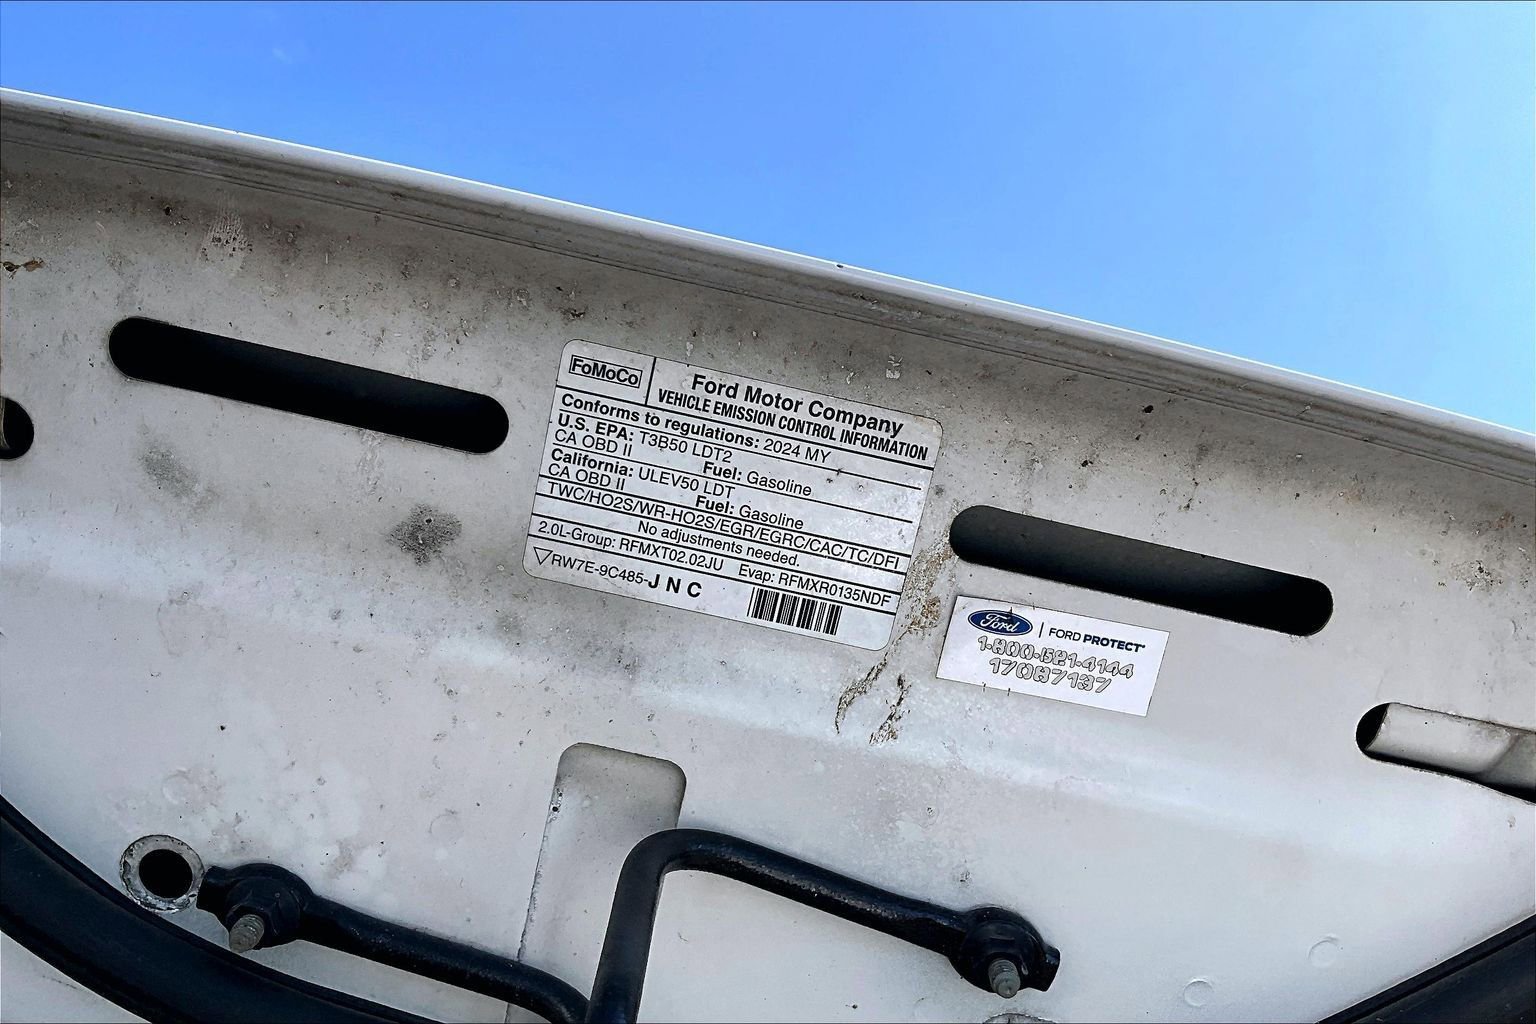 FoMoCo
Ford Motor Company
VEHICLE EMISSION CONTROL INFORMATION
Conforms to regulations: 2024 MY
U.S. EPA: T3B50 LDT2
CA OBD II Fuel: Gasoline
California: ULEV50 LDT
CA OBD II Fuel: Gasoline
TWC/HO2S/WR-HO2S/EGR/EGRC/CAC/TC/DFI
No adjustments needed.
2.0L-Group: RFMXT02.02JU Evap: RFMXR0135NDF
RW7E-9C485-J N C
Ford | FORD PROTECT
1-800-521-4144
17087137